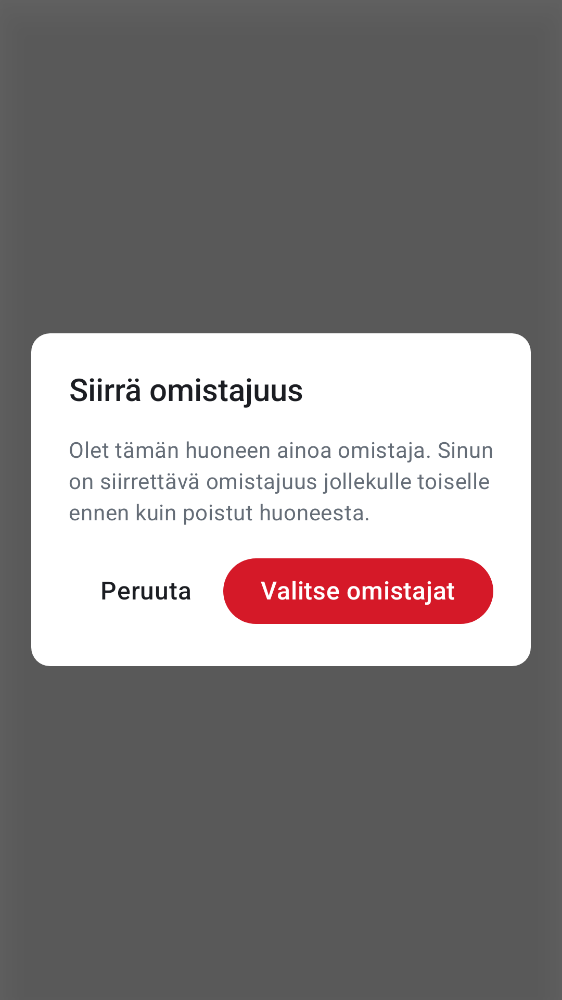 Siirrä omistajuus
Olet tämän huoneen ainoa omistaja. Sinun
on siirrettävä omistajuus jollekulle toiselle
ennen kuin poistut huoneesta.
Peruuta
Valitse omistajat